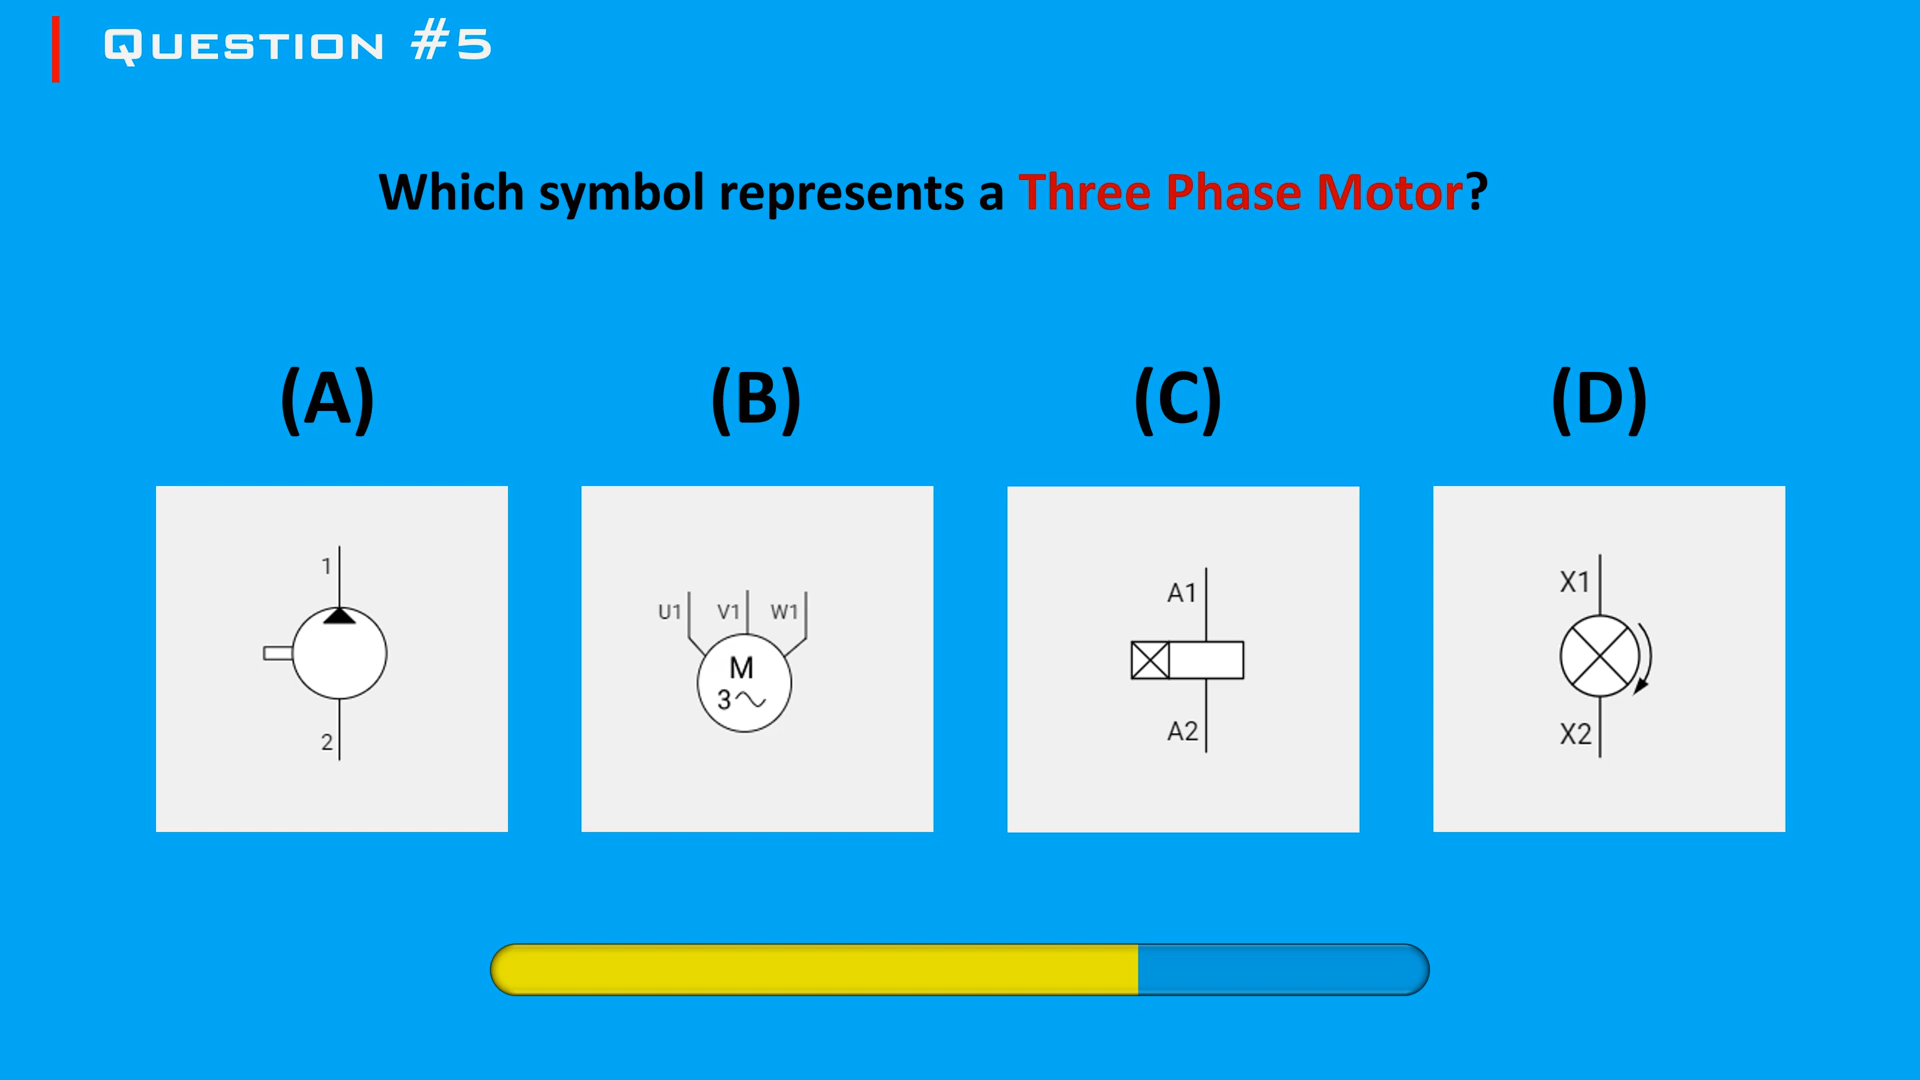 Question #5
Which symbol represents a Three Phase Motor?
(A) (B) (C) (D)
1
2
U1 V1 W1
M
3~
A1
A2
X1
X2